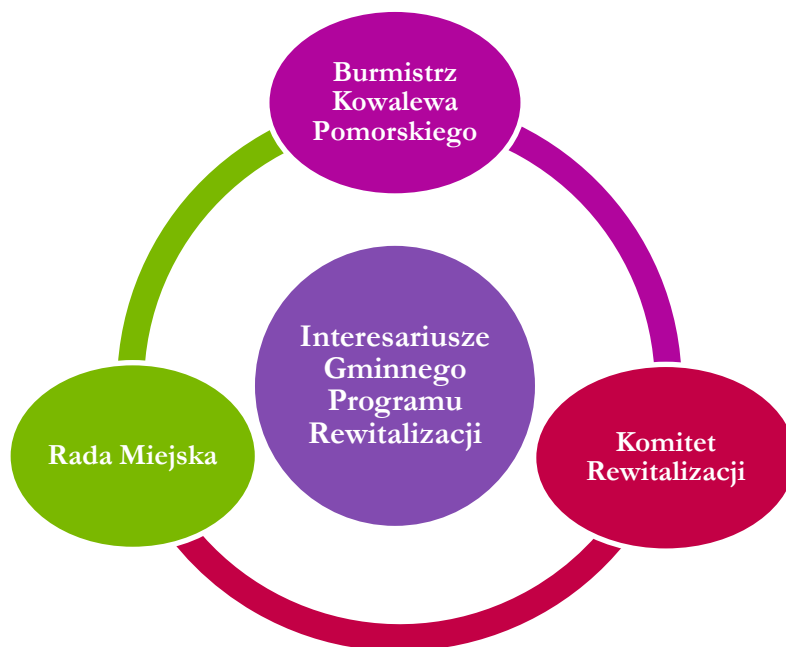 Burmistrz
Kowalewa
Pomorskiego
Interesariusze
Gminnego
Programu
Rewitalizacji
Rada Miejska
Komitet
Rewitalizacji